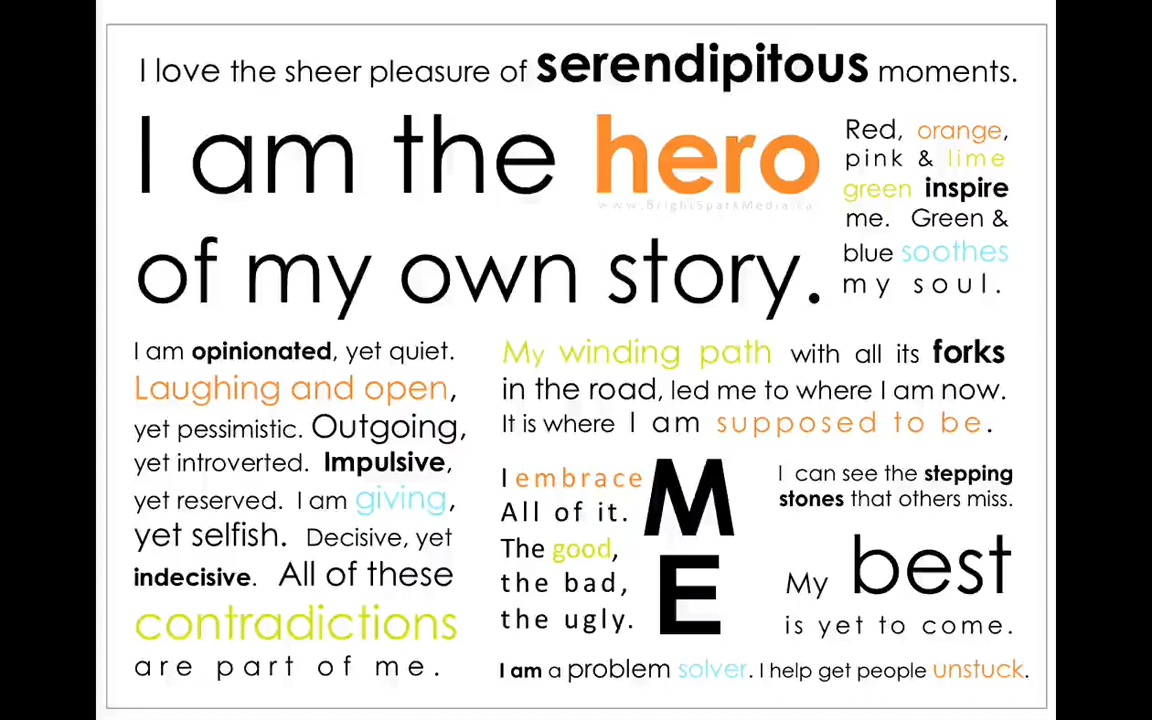 I love the sheer pleasure of serendipitous moments.
I am the hero
www.BrightSparkMedia.ca
of my own story.
Red, orange,
pink & lime
green inspire
me. Green &
blue soothes
my soul.
I am opinionated, yet quiet.
Laughing and open,
yet pessimistic. Outgoing,
yet introverted. Impulsive,
yet reserved. I am giving,
yet selfish. Decisive, yet
indecisive. All of these
contradictions
are part of me.
My winding path with all its forks
in the road, led me to where I am now.
It is where I am supposed to be.
I embrace
All of it.
The good,
the bad,
the ugly.
M
E
I can see the stepping
stones that others miss.
My best
is yet to come.
I am a problem solver. I help get people unstuck.